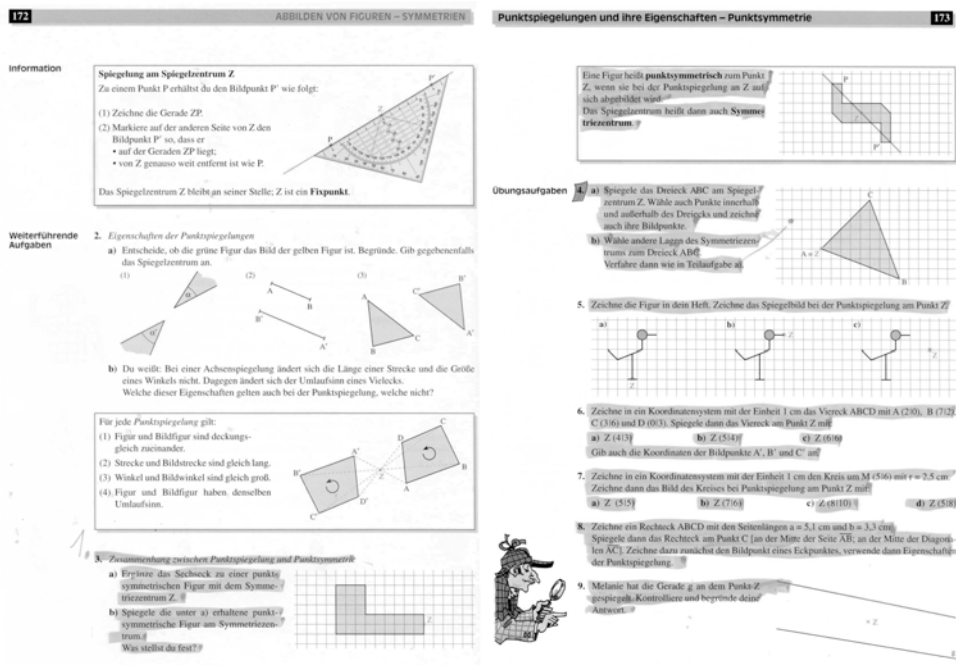 172
ABBILDEN VON FIGUREN – SYMMETRIEN
Information
Spiegelung am Spiegelzentrum Z
Zu einem Punkt P erhältst du den Bildpunkt P' wie folgt:
(1) Zeichne die Gerade ZP.
(2) Markiere auf der anderen Seite von Z den
Bildpunkt P' so, dass er
• auf der Geraden ZP liegt;
• von Z genauso weit entfernt ist wie P.
Das Spiegelzentrum Z bleibt an seiner Stelle; Z ist ein Fixpunkt.
P'
Z
P
Weiterführende
Aufgaben
2. Eigenschaften der Punktspiegelungen
a) Entscheide, ob die grüne Figur das Bild der gelben Figur ist. Begründe. Gib gegebenenfalls
das Spiegelzentrum an.
(1) (2) (3)
α
α'
A
B
B'
A'
A
B
C
C'
B'
A'
b) Du weißt: Bei einer Achsenspiegelung ändert sich die Länge einer Strecke und die Größe
eines Winkels nicht. Dagegen ändert sich der Umlaufsinn eines Vielecks.
Welche dieser Eigenschaften gelten auch bei der Punktspiegelung, welche nicht?
Für jede Punktspiegelung gilt:
(1) Figur und Bildfigur sind deckungs-
gleich zueinander.
(2) Strecke und Bildstrecke sind gleich lang.
(3) Winkel und Bildwinkel sind gleich groß.
(4) Figur und Bildfigur haben denselben
Umlaufsinn.
C
D
A'
B
B'
Z
A
D'
C'
3. Zusammenhang zwischen Punktspiegelung und Punktsymmetrie
a) Ergänze das Sechseck zu einer punkt-
symmetrischen Figur mit dem Symme-
triezentrum Z.
b) Spiegele die unter a) erhaltene punkt-
symmetrische Figur am Symmetriezen-
trum.
Was stellst du fest?
Z
Punktspiegelungen und ihre Eigenschaften – Punktsymmetrie
173
Eine Figur heißt punktsymmetrisch zum Punkt
Z, wenn sie bei der Punktspiegelung an Z auf
sich abgebildet wird.
Das Spiegelzentrum heißt dann auch Symme-
triezentrum.
P
Z
P'
Übungsaufgaben
4. a) Spiegele das Dreieck ABC am Spiegel-
zentrum Z. Wähle auch Punkte innerhalb
und außerhalb des Dreiecks und zeichne
auch ihre Bildpunkte.
b) Wähle andere Lagen des Symmetriezen-
trums zum Dreieck ABC.
Verfahre dann wie in Teilaufgabe a).
C
A = Z
B
5. Zeichne die Figur in dein Heft. Zeichne das Spiegelbild bei der Punktspiegelung am Punkt Z.
a) b) c)
Z
Z
Z
6. Zeichne in ein Koordinatensystem mit der Einheit 1 cm das Viereck ABCD mit A (2|0), B (7|2),
C (3|6) und D (0|3). Spiegele dann das Viereck am Punkt Z mit:
a) Z (4|3) b) Z (5|4) c) Z (6|6)
Gib auch die Koordinaten der Bildpunkte A', B' und C' an.
7. Zeichne in ein Koordinatensystem mit der Einheit 1 cm den Kreis um M (5|6) mit r = 2,5 cm.
Zeichne dann das Bild des Kreises bei Punktspiegelung am Punkt Z mit:
a) Z (5|5) b) Z (7|6) c) Z (8|10) d) Z (5|8)
8. Zeichne ein Rechteck ABCD mit den Seitenlängen a = 5,1 cm und b = 3,3 cm.
Spiegele dann das Rechteck am Punkt C [an der Mitte der Seite AB; an der Mitte der Diagona-
len AC]. Zeichne dazu zunächst den Bildpunkt eines Eckpunktes, verwende dann Eigenschaften
der Punktspiegelung.
9. Melanie hat die Gerade g an dem Punkt Z
gespiegelt. Kontrolliere und begründe deine
Antwort.
Z
g